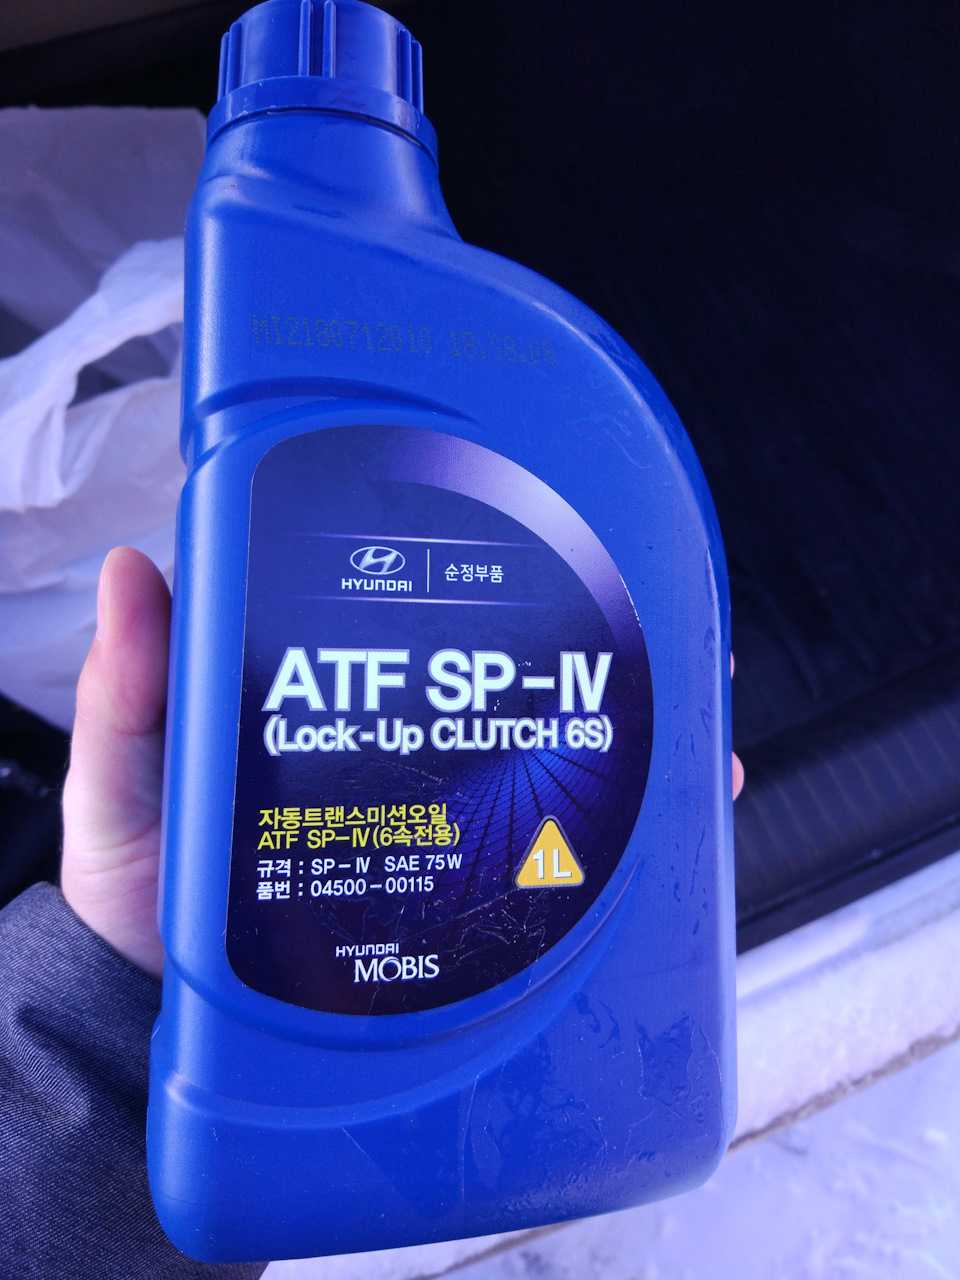 HYUNDAI 순정부품
ATF SP-IV
(Lock-Up CLUTCH 6S)
자동트랜스미션오일
ATF SP-IV(6속전용)
규격 : SP-IV SAE 75W
품번 : 04500-00115
1L
HYUNDAI
MOBIS